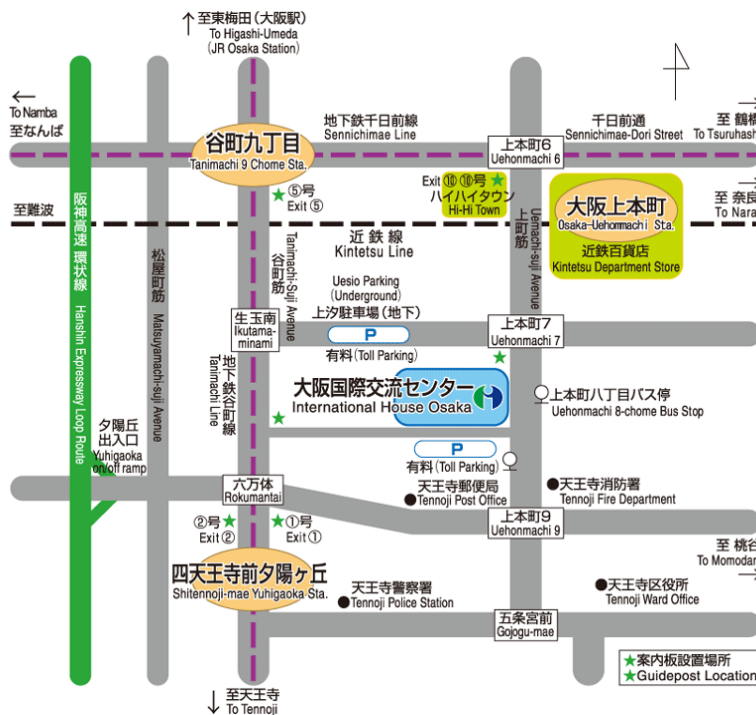 至東梅田(大阪駅)
To Higashi-Umeda
(JR Osaka Station)
To Namba
至なんば
谷町九丁目
Tanimachi 9 Chome Sta.
地下鉄千日前線
Sennichimae Line
上本町6
Uehonmachi 6
千日前通
Sennichimae-Dori Street
至 鶴橋
To Tsuruhash
⑤号
Exit ⑤
Exit ⑩ ⑩号
ハイハイタウン
Hi-Hi Town
大阪上本町
Osaka-Uehommachi Sta.
近鉄百貨店
Kintetsu Department Store
至 奈良
To Nara
至難波
近鉄線
Kintetsu Line
阪神高速 環状線
Hanshin Expressway Loop Route
松屋町筋
Matsuyamachi-suji Avenue
谷町筋
Tanimachi-Suji Avenue
上町筋
Uemachi-suji Avenue
Uesio Parking
(Underground)
上汐駐車場(地下)
P
有料(Toll Parking)
生玉南
Ikutama-
minami
上本町7
Uehonmachi 7
地下鉄谷町線
Tanimachi Line
大阪国際交流センター
International House Osaka
上本町八丁目バス停
Uehonmachi 8-chome Bus Stop
夕陽丘
出入口
Yuhigaoka
on/off ramp
P
有料(Toll Parking)
六万体
Rokumantai
天王寺郵便局
Tennoji Post Office
天王寺消防署
Tennoji Fire Department
上本町9
Uehonmachi 9
②号
Exit ②
①号
Exit ①
四天王寺前夕陽ヶ丘
Shitennoji-mae Yuhigaoka Sta.
至 桃谷
To Momodan
天王寺警察署
Tennoji Police Station
天王寺区役所
Tennoji Ward Office
五条宮前
Gojogu-mae
案内板設置場所
Guidepost Location
至天王寺
To Tennoji